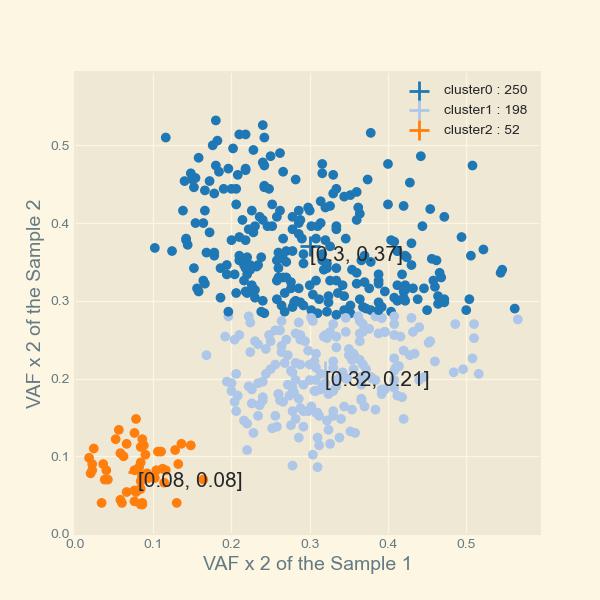 cluster0 : 250
cluster1 : 198
cluster2 : 52
0.5
0.4
[0.3, 0.37]
0.3
0.2
[0.32, 0.21]
0.1
[0.08, 0.08]
0.0
0.0 0.1 0.2 0.3 0.4 0.5
VAF x 2 of the Sample 1
VAF x 2 of the Sample 2